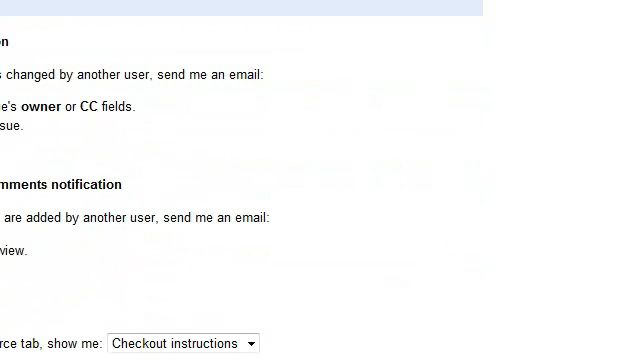 on
s changed by another user, send me an email:
e's owner or CC fields.
sue.
mments notification
are added by another user, send me an email:
view.
rce tab, show me: Checkout instructions